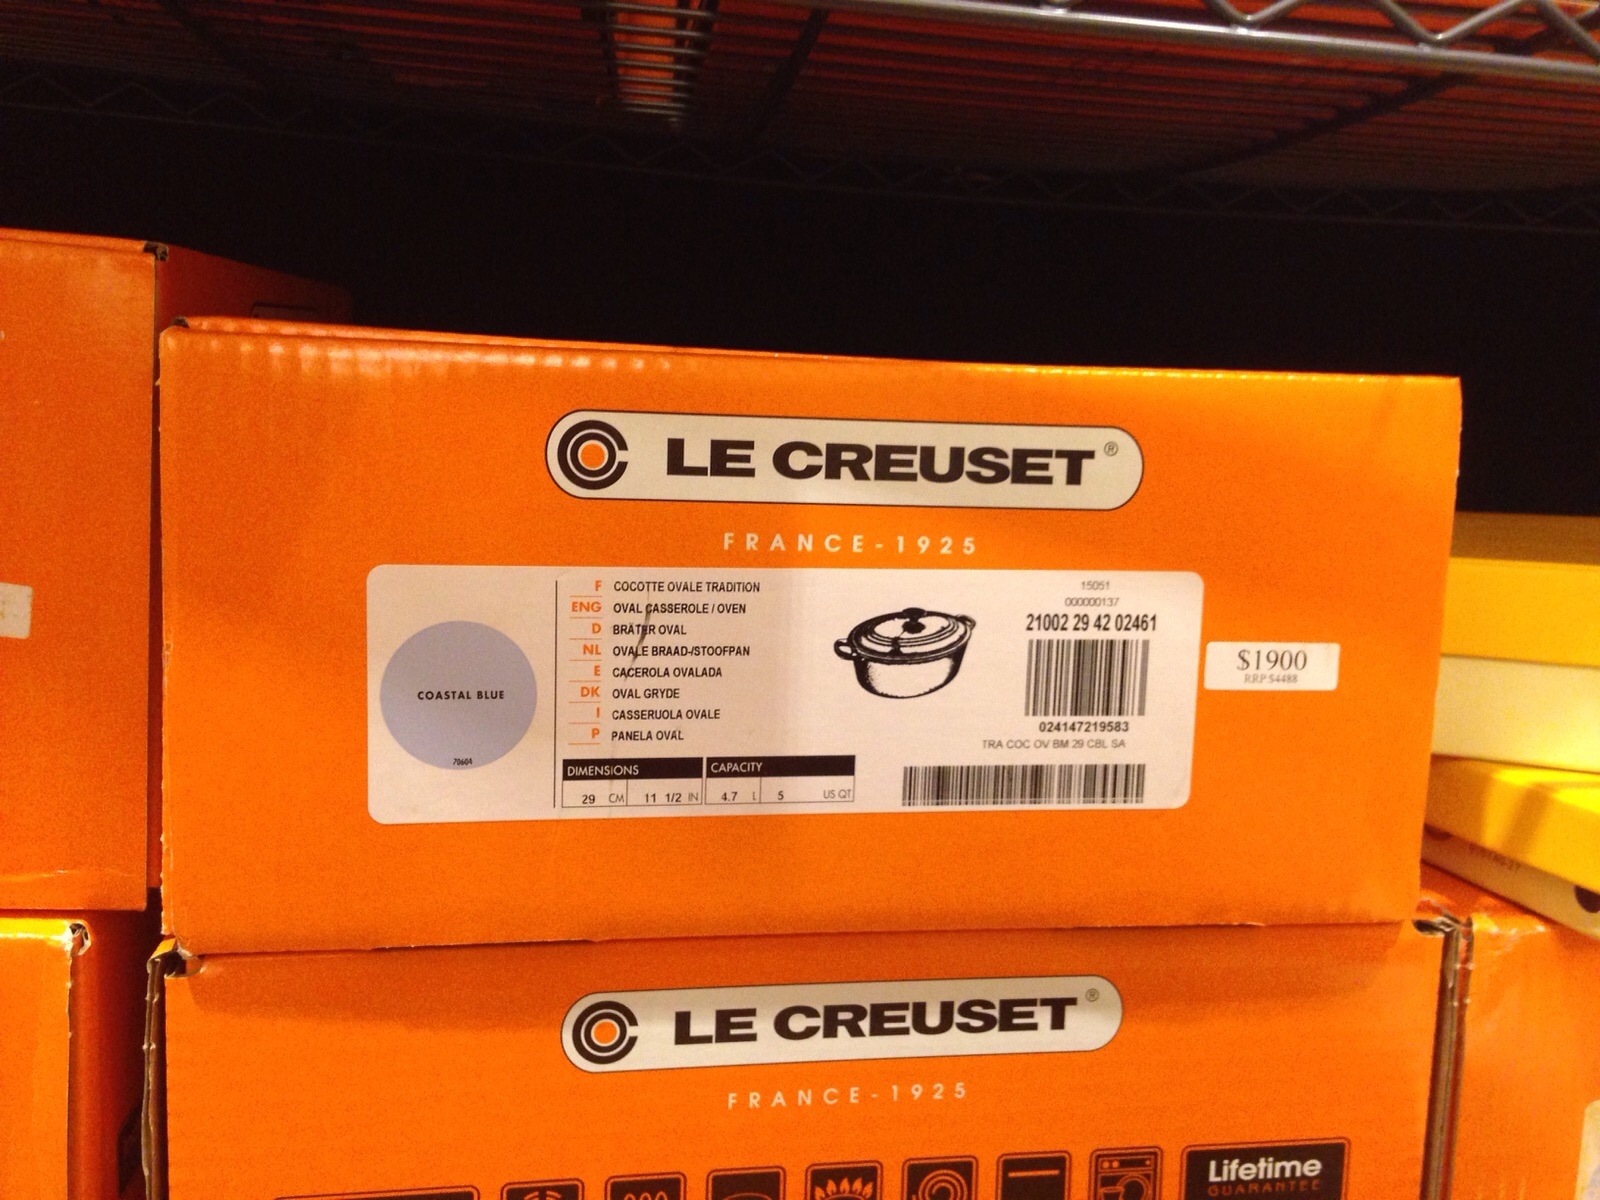 LE CREUSET®
FRANCE-1925
COASTAL BLUE
70604
F COCOTTE OVALE TRADITION
ENG OVAL CASSEROLE / OVEN
D BRÄTER OVAL
NL OVALE BRAAD-/STOOFPAN
E CACEROLA OVALADA
DK OVAL GRYDE
I CASSERUOLA OVALE
P PANELA OVAL
DIMENSIONS CAPACITY
29 CM 11 1/2 IN 4.7 L 5 US QT
15051
000000137
21002 29 42 02461
024147219583
TRA COC OV BM 29 CBL SA
$1900
RRP $4488
LE CREUSET®
FRANCE-1925
Lifetime
GUARANTEE